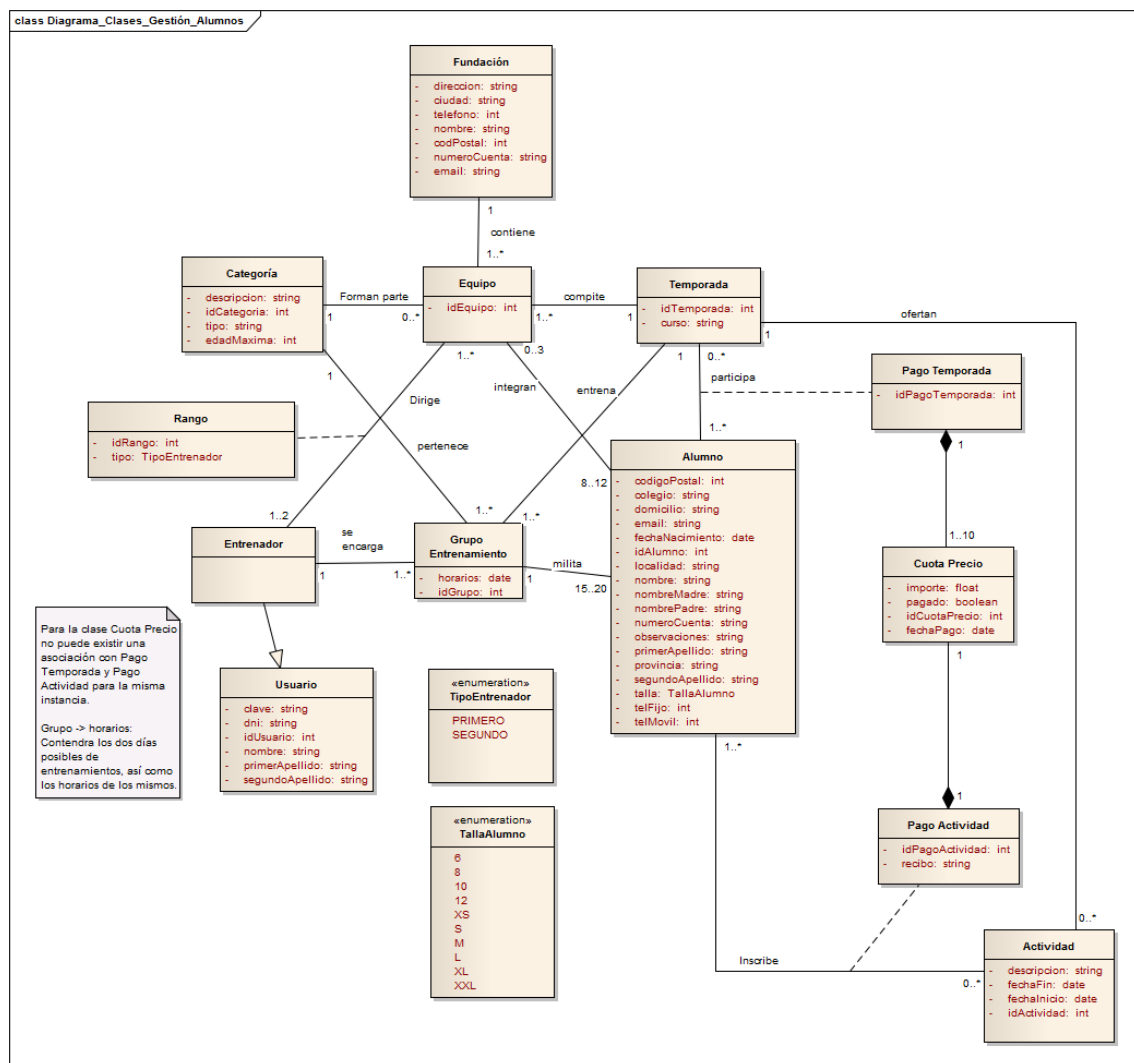 class Diagrama_Clases_Gestión_Alumnos
Fundación
- direccion: string
- ciudad: string
- telefono: int
- nombre: string
- codPostal: int
- numeroCuenta: string
- email: string
1
contiene
1..*
Categoría
- descripcion: string
- idCategoria: int
- tipo: string
- edadMaxima: int
Forman parte
1
0..*
Equipo
- idEquipo: int
compite
1..*
1
Temporada
- idTemporada: int
- curso: string
ofertan
1
1
1..*
0..3
1
0..*
integran
entrena
participa
Pago Temporada
- idPagoTemporada: int
1
Dirige
Rango
- idRango: int
- tipo: TipoEntrenador
pertenece
1..2
1..*
1..*
8..12
1..*
1..10
Alumno
- codigoPostal: int
- colegio: string
- domicilio: string
- email: string
- fechaNacimiento: date
- idAlumno: int
- localidad: string
- nombre: string
- nombreMadre: string
- nombrePadre: string
- numeroCuenta: string
- observaciones: string
- primerApellido: string
- provincia: string
- segundoApellido: string
- talla: TallaAlumno
- telFijo: int
- telMovil: int
Entrenador
se
encarga
1
1..*
Grupo
Entrenamiento
- horarios: date
- idGrupo: int
milita
1
15..20
Cuota Precio
- importe: float
- pagado: boolean
- idCuotaPrecio: int
- fechaPago: date
1
Para la clase Cuota Precio
no puede existir una
asociación con Pago
Temporada y Pago
Actividad para la misma
instancia.
Grupo -> horarios:
Contendra los dos días
posibles de
entrenamientos, así como
los horarios de los mismos.
Usuario
- clave: string
- dni: string
- idUsuario: int
- nombre: string
- primerApellido: string
- segundoApellido: string
«enumeration»
TipoEntrenador
PRIMERO
SEGUNDO
1..*
«enumeration»
TallaAlumno
6
8
10
12
XS
S
M
L
XL
XXL
1
Pago Actividad
- idPagoActividad: int
- recibo: string
Inscribe
0..*
0..*
Actividad
- descripcion: string
- fechaFin: date
- fechaInicio: date
- idActividad: int